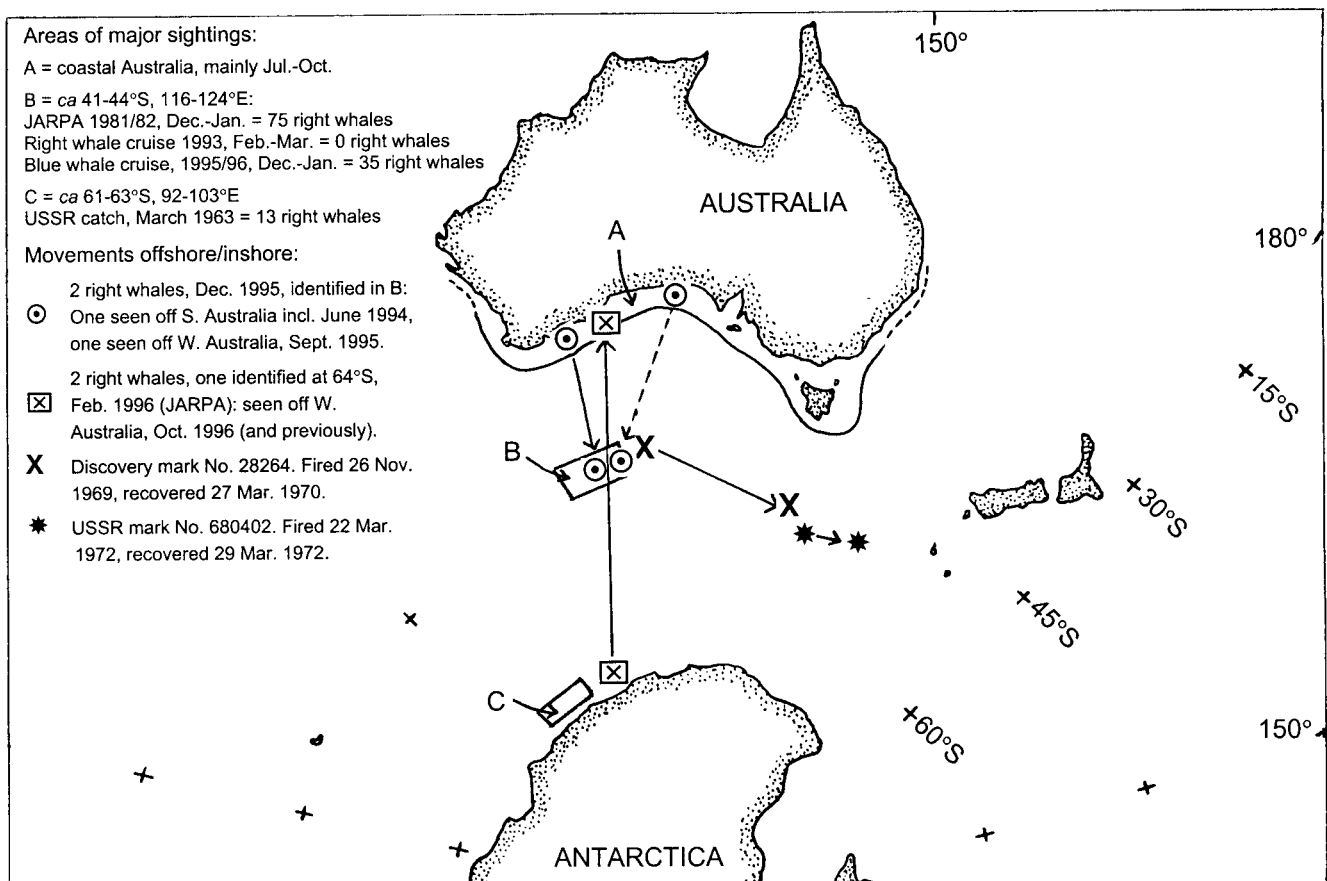 Areas of major sightings:
A = coastal Australia, mainly Jul.-Oct.
B = ca 41-44°S, 116-124°E:
JARPA 1981/82, Dec.-Jan. = 75 right whales
Right whale cruise 1993, Feb.-Mar. = 0 right whales
Blue whale cruise, 1995/96, Dec.-Jan. = 35 right whales
C = ca 61-63°S, 92-103°E
USSR catch, March 1963 = 13 right whales
Movements offshore/inshore:
2 right whales, Dec. 1995, identified in B:
One seen off S. Australia incl. June 1994,
one seen off W. Australia, Sept. 1995.
2 right whales, one identified at 64°S,
Feb. 1996 (JARPA): seen off W.
Australia, Oct. 1996 (and previously).
X Discovery mark No. 28264. Fired 26 Nov.
1969, recovered 27 Mar. 1970.
USSR mark No. 680402. Fired 22 Mar.
1972, recovered 29 Mar. 1972.
150°
AUSTRALIA
180°
A
15°S
B
X
X
30°S
45°S
C
60°S
150°
ANTARCTICA